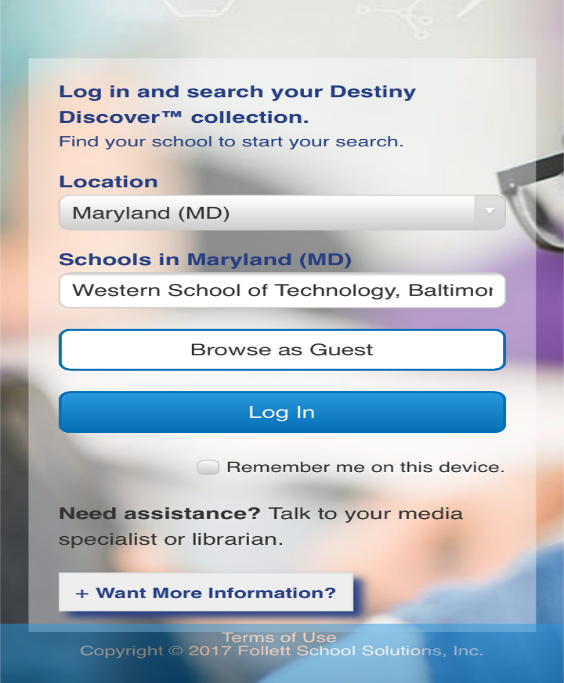 Log in and search your Destiny
Discover™ collection.
Find your school to start your search.
Location
Maryland (MD)
Schools in Maryland (MD)
Western School of Technology, Baltimor
Browse as Guest
Log In
Remember me on this device.
Need assistance? Talk to your media
specialist or librarian.
+ Want More Information?
Terms of Use
Copyright © 2017 Follett School Solutions, Inc.